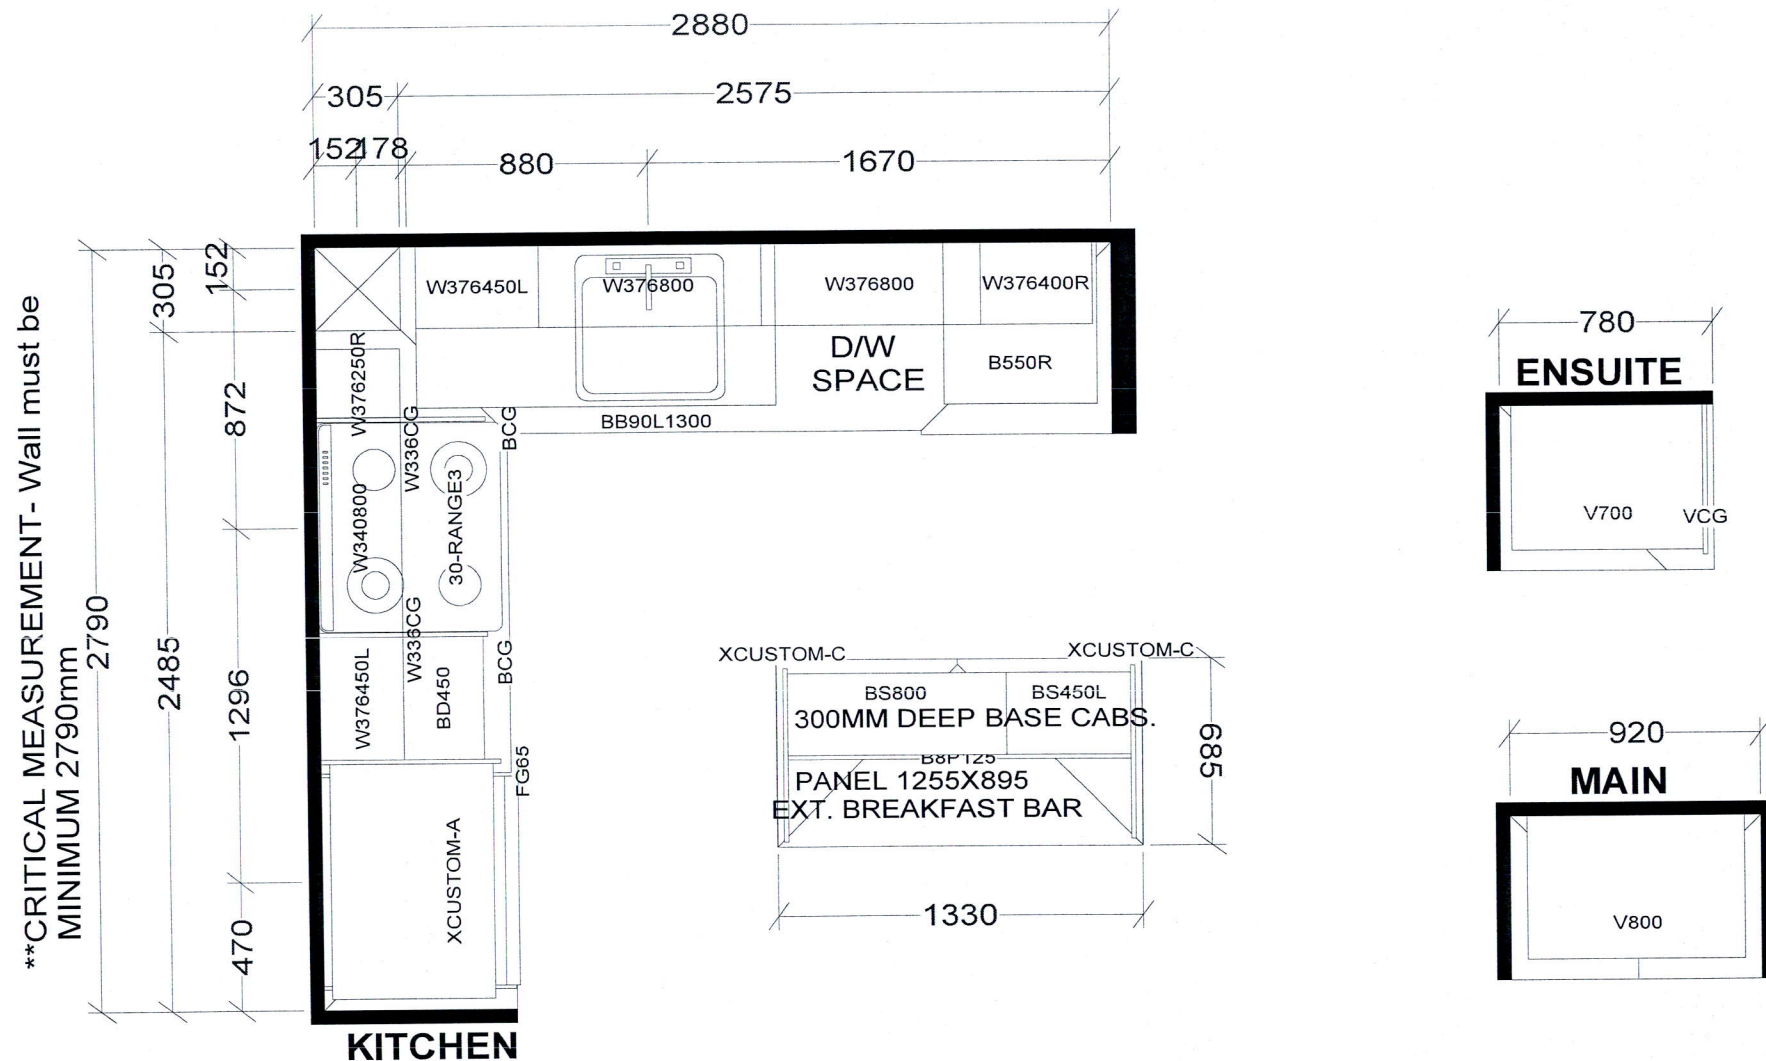 2880
305
2575
152
178
880
1670
**CRITICAL MEASUREMENT- Wall must be
MINIMUM 2790mm
2790
305
2485
152
872
1296
470
W376450L
W376800
W376800
W376400R
D/W
SPACE
B550R
BB90L1300
W376250R
W336CG
BCG
W340800
30-RANGE3
W336CG
BCG
W376450L
BD450
FG65
XCUSTOM-A
KITCHEN
XCUSTOM-C
XCUSTOM-C
BS800
BS450L
300MM DEEP BASE CABS.
B8P125
PANEL 1255X895
EXT. BREAKFAST BAR
685
1330
780
ENSUITE
V700
VCG
920
MAIN
V800